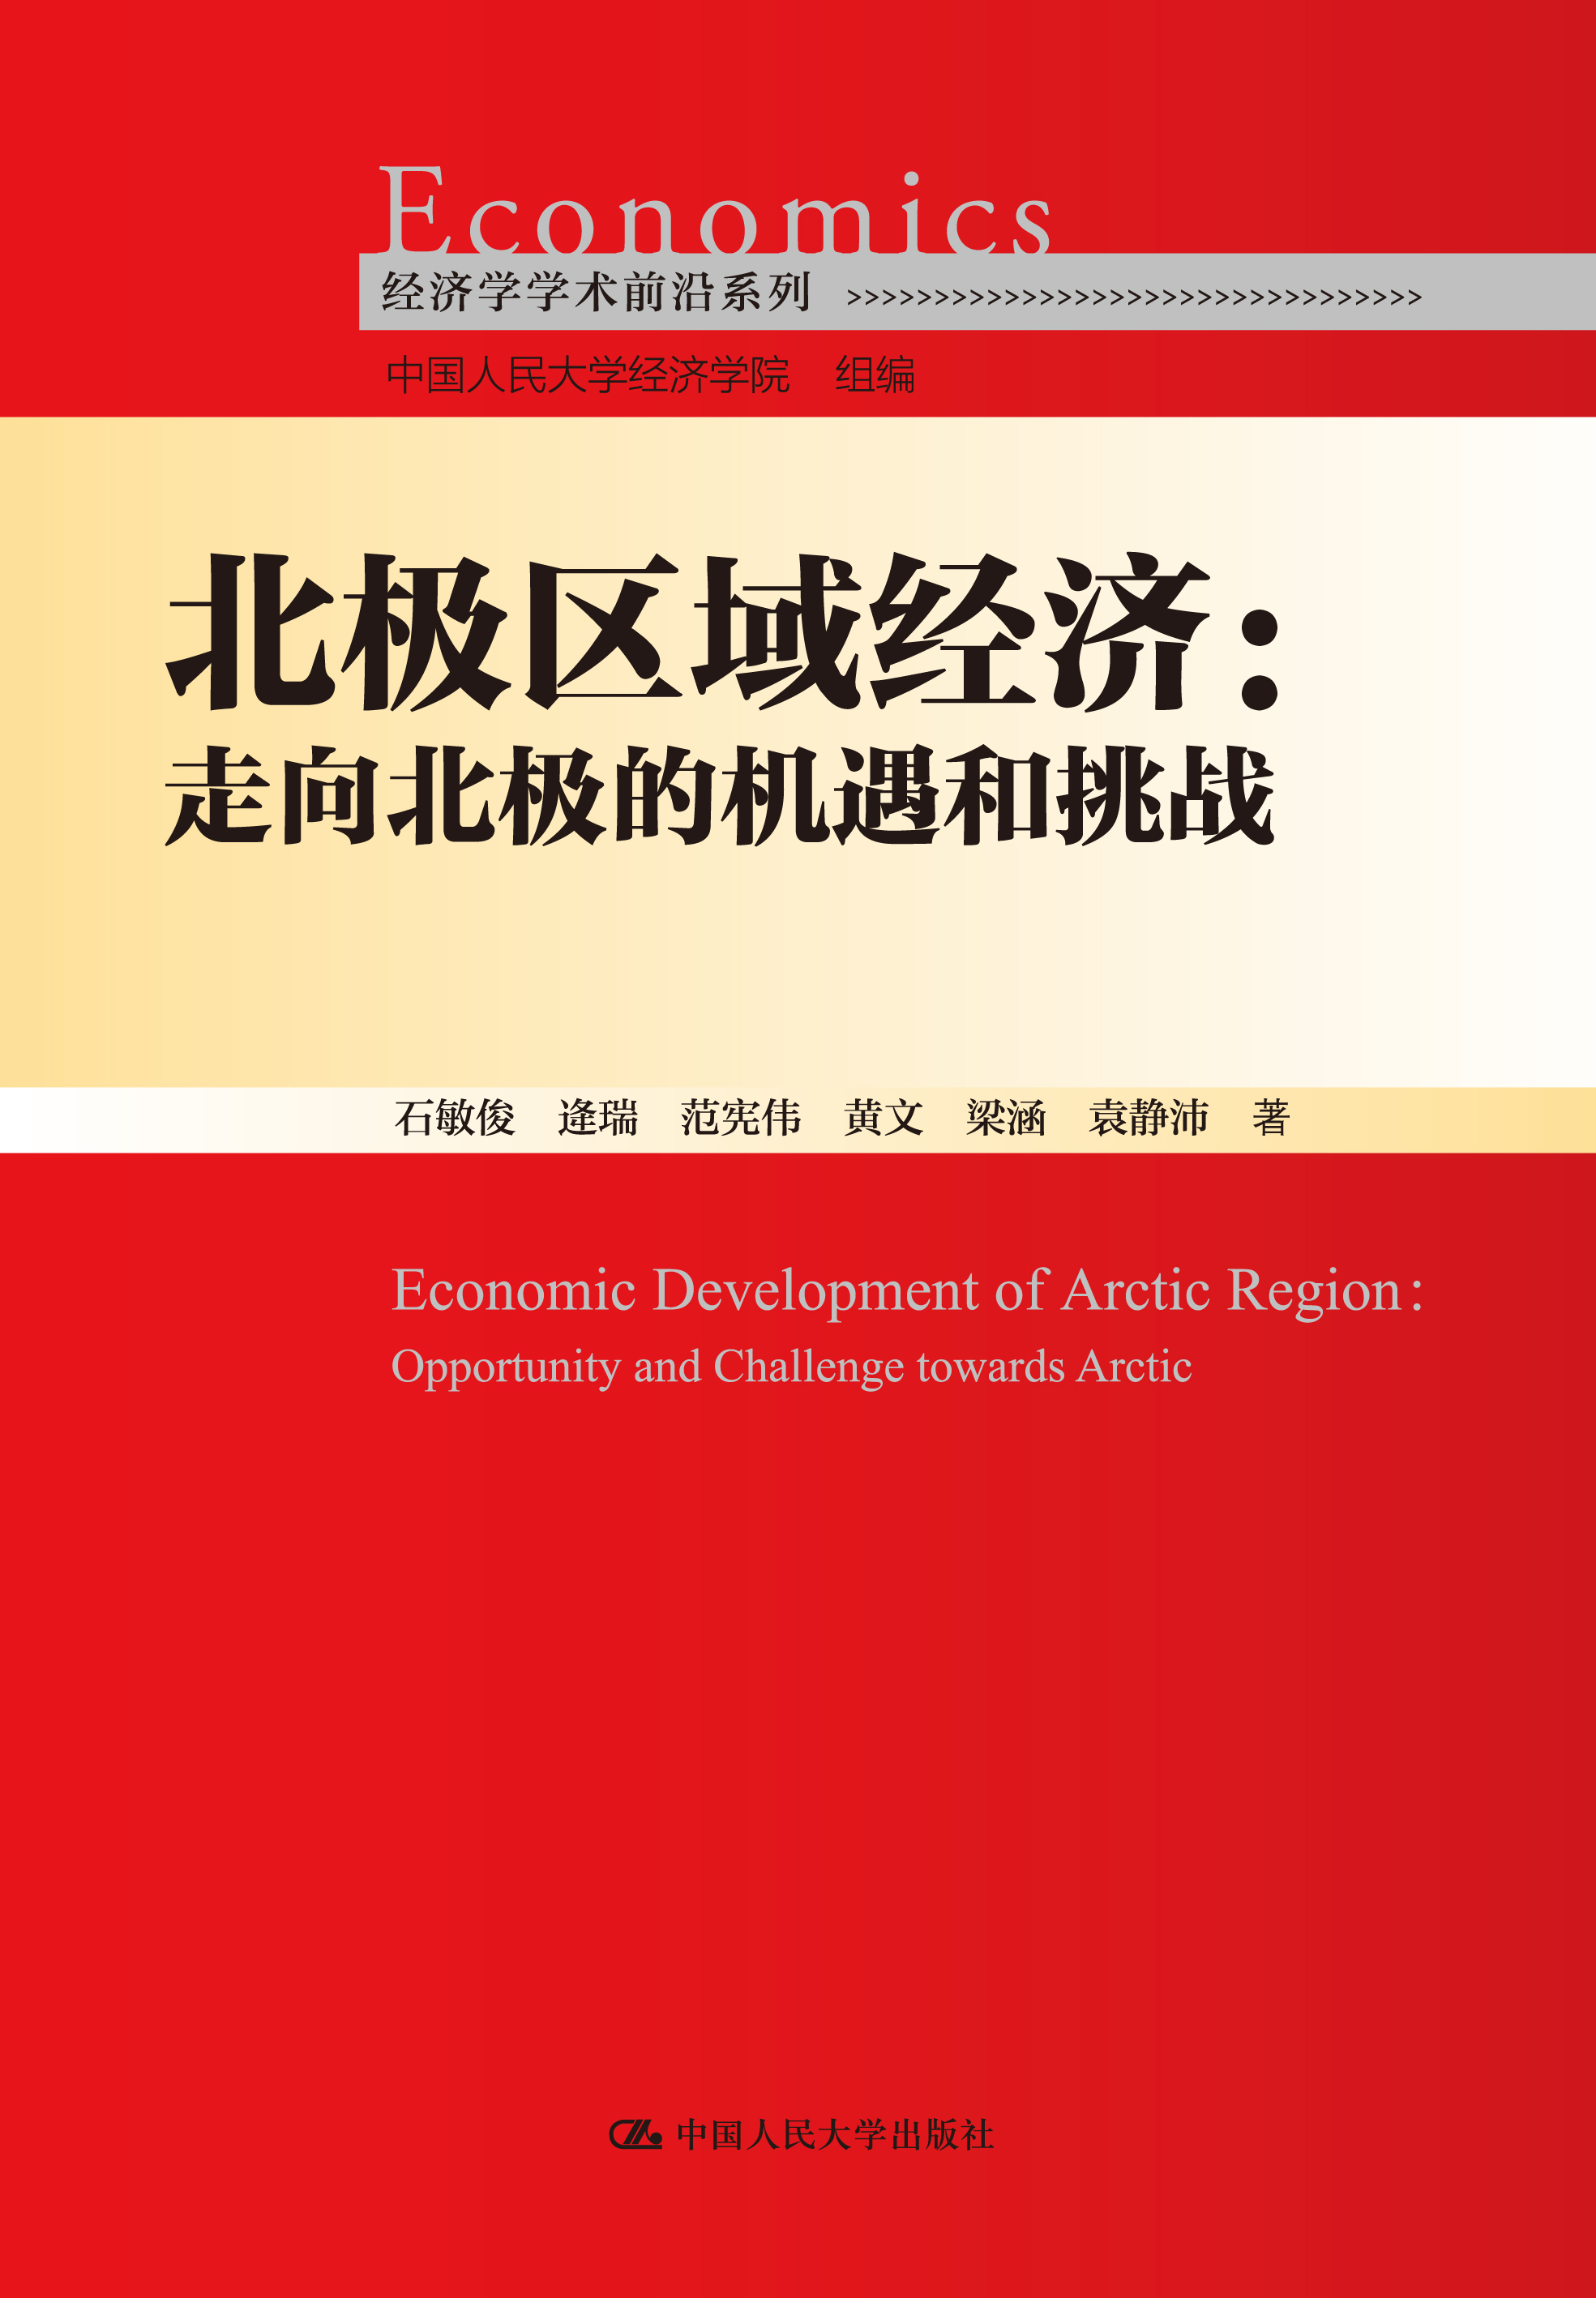 Economics
经济学学术前沿系列 >>>>>>>>>>>>>>>>>>>>>>>>>>>>>>>>>
中国人民大学经济学院 组编
北极区域经济：
走向北极的机遇和挑战
石敏俊 逄瑞 范宪伟 黄文 梁涵 袁静沛 著
Economic Development of Arctic Region:
Opportunity and Challenge towards Arctic
中国人民大学出版社